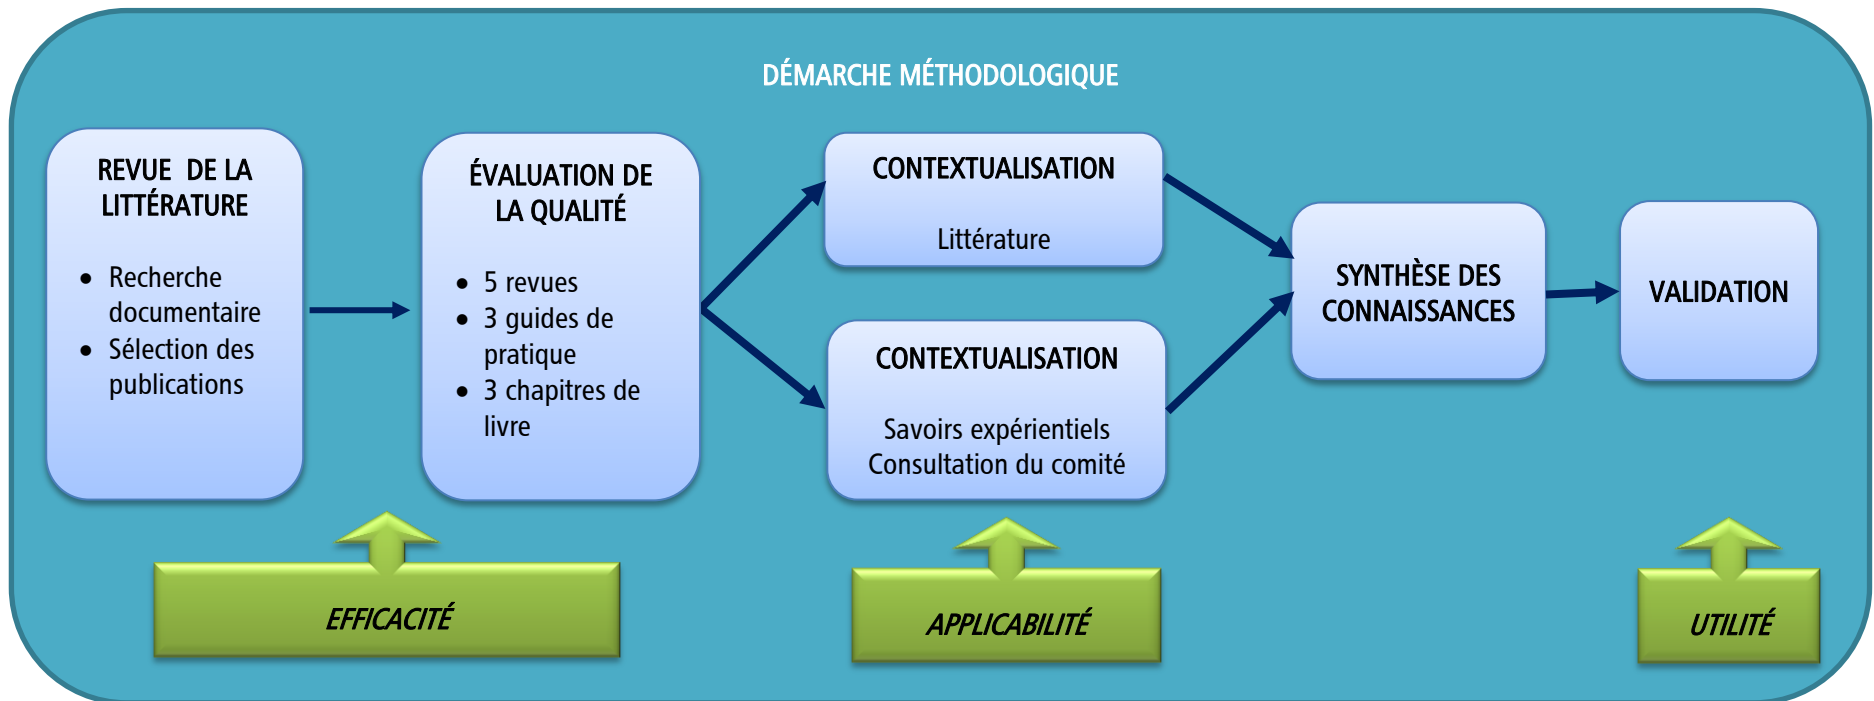 DÉMARCHE MÉTHODOLOGIQUE
REVUE DE LA
LITTÉRATURE
• Recherche
documentaire
• Sélection des
publications
ÉVALUATION DE
LA QUALITÉ
• 5 revues
• 3 guides de
pratique
• 3 chapitres de
livre
CONTEXTUALISATION
Littérature
CONTEXTUALISATION
Savoirs expérientiels
Consultation du comité
SYNTHÈSE DES
CONNAISSANCES
VALIDATION
EFFICACITÉ
APPLICABILITÉ
UTILITÉ